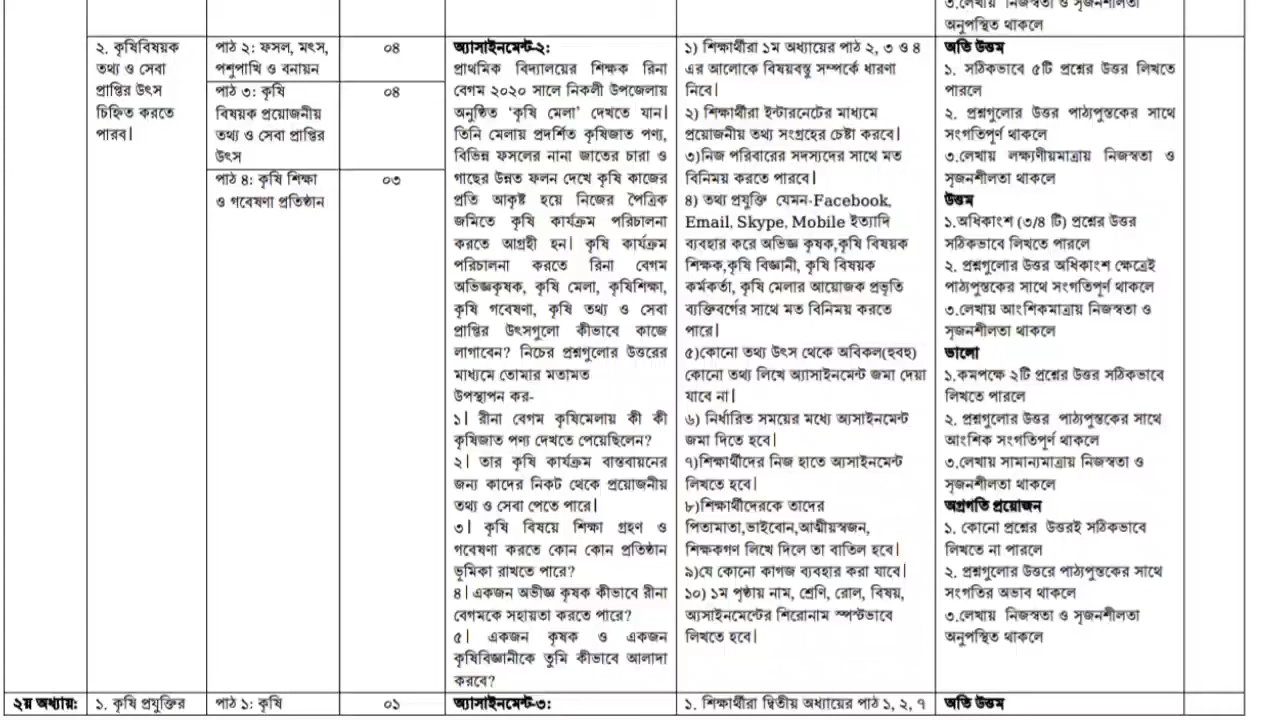 ৩.লেখায় নিজস্বতা ও সৃজনশীলতা
অনুপস্থিত থাকলে
২. কৃষিবিষয়ক
তথ্য ও সেবা
প্রাপ্তির উৎস
চিহ্নিত করতে
পারব।
পাঠ ২: ফসল, মৎস,
পশুপাখি ও বনায়ন
০৪
পাঠ ৩: কৃষি
বিষয়ক প্রয়োজনীয়
তথ্য ও সেবা প্রাপ্তির
উৎস
০৪
পাঠ ৪: কৃষি শিক্ষা
ও গবেষণা প্রতিষ্ঠান
০৩
অ্যাসাইনমেন্ট-২:
প্রাথমিক বিদ্যালয়ের শিক্ষক রিনা
বেগম ২০২০ সালে নিকলী উপজেলায়
অনুষ্ঠিত ‘কৃষি মেলা’ দেখতে যান।
তিনি মেলায় প্রদর্শিত কৃষিজাত পণ্য,
বিভিন্ন ফসলের নানা জাতের চারা ও
গাছের উন্নত ফলন দেখে কৃষি কাজের
প্রতি আকৃষ্ট হয়ে নিজের পৈত্রিক
জমিতে কৃষি কার্যক্রম পরিচালনা
করতে আগ্রহী হন। কৃষি কার্যক্রম
পরিচালনা করতে রিনা বেগম
অভিজ্ঞকৃষক, কৃষি মেলা, কৃষিশিক্ষা,
কৃষি গবেষণা, কৃষি তথ্য ও সেবা
প্রাপ্তির উৎসগুলো কীভাবে কাজে
লাগাবেন? নিচের প্রশ্নগুলোর উত্তরের
মাধ্যমে তোমার মতামত
উপস্থাপন কর-
১। রীনা বেগম কৃষিমেলায় কী কী
কৃষিজাত পণ্য দেখতে পেয়েছিলেন?
২। তার কৃষি কার্যক্রম বাস্তবায়নের
জন্য কাদের নিকট থেকে প্রয়োজনীয়
তথ্য ও সেবা পেতে পারে।
৩। কৃষি বিষয়ে শিক্ষা গ্রহণ ও
গবেষণা করতে কোন কোন প্রতিষ্ঠান
ভূমিকা রাখতে পারে?
৪। একজন অভীজ্ঞ কৃষক কীভাবে রীনা
বেগমকে সহায়তা করতে পারে?
৫। একজন কৃষক ও একজন
কৃষিবিজ্ঞানীকে তুমি কীভাবে আলাদা
করবে?
১) শিক্ষার্থীরা ১ম অধ্যায়ের পাঠ ২, ৩ ও ৪
এর আলোকে বিষয়বস্তু সম্পর্কে ধারণা
নিবে।
২) শিক্ষার্থীরা ইন্টারনেটের মাধ্যমে
প্রয়োজনীয় তথ্য সংগ্রহের চেষ্টা করবে।
৩)নিজ পরিবারের সদস্যদের সাথে মত
বিনিময় করতে পারবে।
৪) তথ্য প্রযুক্তি যেমন-Facebook,
Email, Skype, Mobile ইত্যাদি
ব্যবহার করে অভিজ্ঞ কৃষক,কৃষি বিষয়ক
শিক্ষক,কৃষি বিজ্ঞানী, কৃষি বিষয়ক
কর্মকর্তা, কৃষি মেলার আয়োজক প্রভৃতি
ব্যক্তিবর্গের সাথে মত বিনিময় করতে
পারে।
৫)কোনো তথ্য উৎস থেকে অবিকল(হুবহু)
কোনো তথ্য লিখে অ্যাসাইনমেন্ট জমা দেয়া
যাবে না।
৬) নির্ধারিত সময়ের মধ্যে অ্যসাইনমেন্ট
জমা দিতে হবে।
৭)শিক্ষার্থীদের নিজ হাতে অ্যসাইনমেন্ট
লিখতে হবে।
৮)শিক্ষার্থীদেরকে তাদের
পিতামাতা,ভাইবোন,আত্মীয়স্বজন,
শিক্ষকগণ লিখে দিলে তা বাতিল হবে।
৯)যে কোনো কাগজ ব্যবহার করা যাবে।
১০) ১ম পৃষ্ঠায় নাম, শ্রেণি, রোল, বিষয়,
অ্যসাইনমেন্টের শিরোনাম স্পস্টভাবে
লিখতে হবে।
অতি উত্তম
১. সঠিকভাবে ৫টি প্রশ্নের উত্তর লিখতে
পারলে
২. প্রশ্নগুলোর উত্তর পাঠ্যপুস্তকের সাথে
সংগতিপূর্ণ থাকলে
৩.লেখায় লক্ষ্যণীয়মাত্রায় নিজস্বতা ও
সৃজনশীলতা থাকলে
উত্তম
১.অধিকাংশ (৩/৪ টি) প্রশ্নের উত্তর
সঠিকভাবে লিখতে পারলে
২. প্রশ্নগুলোর উত্তর অধিকাংশ ক্ষেত্রেই
পাঠ্যপুস্তকের সাথে সংগতিপূর্ণ থাকলে
৩.লেখায় আংশিকমাত্রায় নিজস্বতা ও
সৃজনশীলতা থাকলে
ভালো
১.কমপক্ষে ২টি প্রশ্নের উত্তর সঠিকভাবে
লিখতে পারলে
২. প্রশ্নগুলোর উত্তর পাঠ্যপুস্তকের সাথে
আংশিক সংগতিপূর্ণ থাকলে
৩.লেখায় সামান্যমাত্রায় নিজস্বতা ও
সৃজনশীলতা থাকলে
অগ্রগতি প্রয়োজন
১. কোনো প্রশ্নের উত্তরই সঠিকভাবে
লিখতে না পারলে
২. প্রশ্নগুলোর উত্তরে পাঠ্যপুস্তকের সাথে
সংগতির অভাব থাকলে
৩.লেখায় নিজস্বতা ও সৃজনশীলতা
অনুপস্থিত থাকলে
২য় অধ্যায়:
১. কৃষি প্রযুক্তির
পাঠ ১: কৃষি
০১
অ্যাসাইনমেন্ট-৩:
১. শিক্ষার্থীরা দ্বিতীয় অধ্যায়ের পাঠ ১, ২, ৭
অতি উত্তম